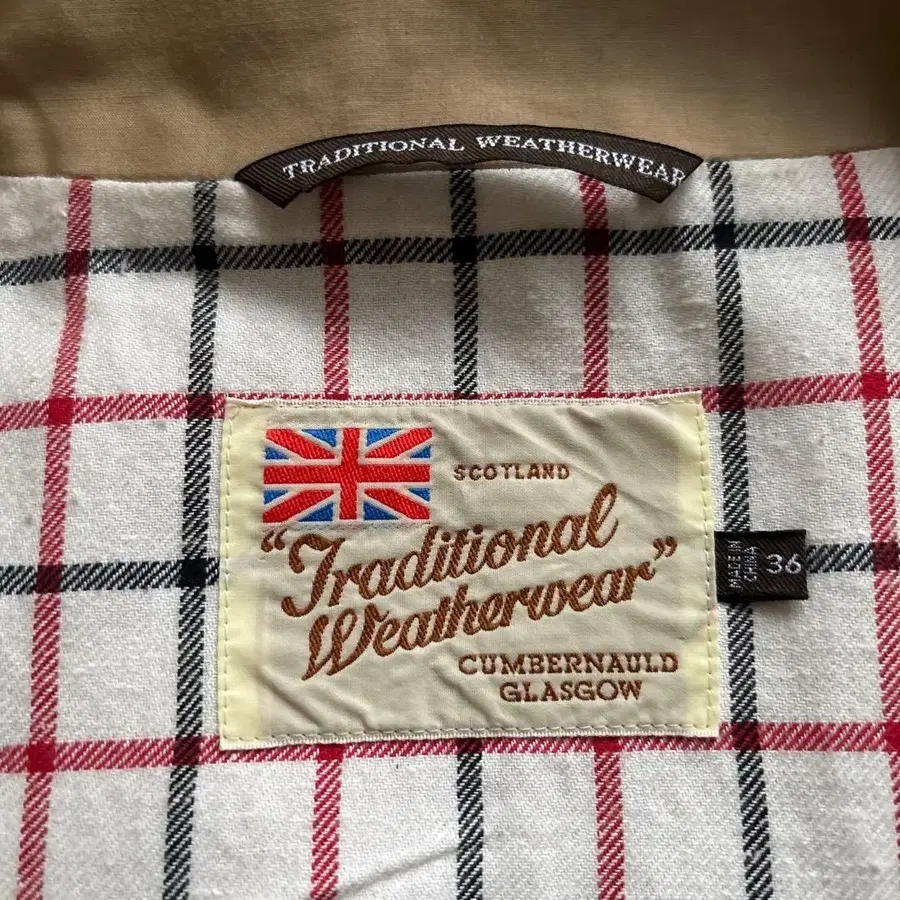 TRADITIONAL WEATHERWEAR
SCOTLAND
"Traditional
Weatherwear"
CUMBERNAULD
GLASGOW
MADE IN
CHINA
36